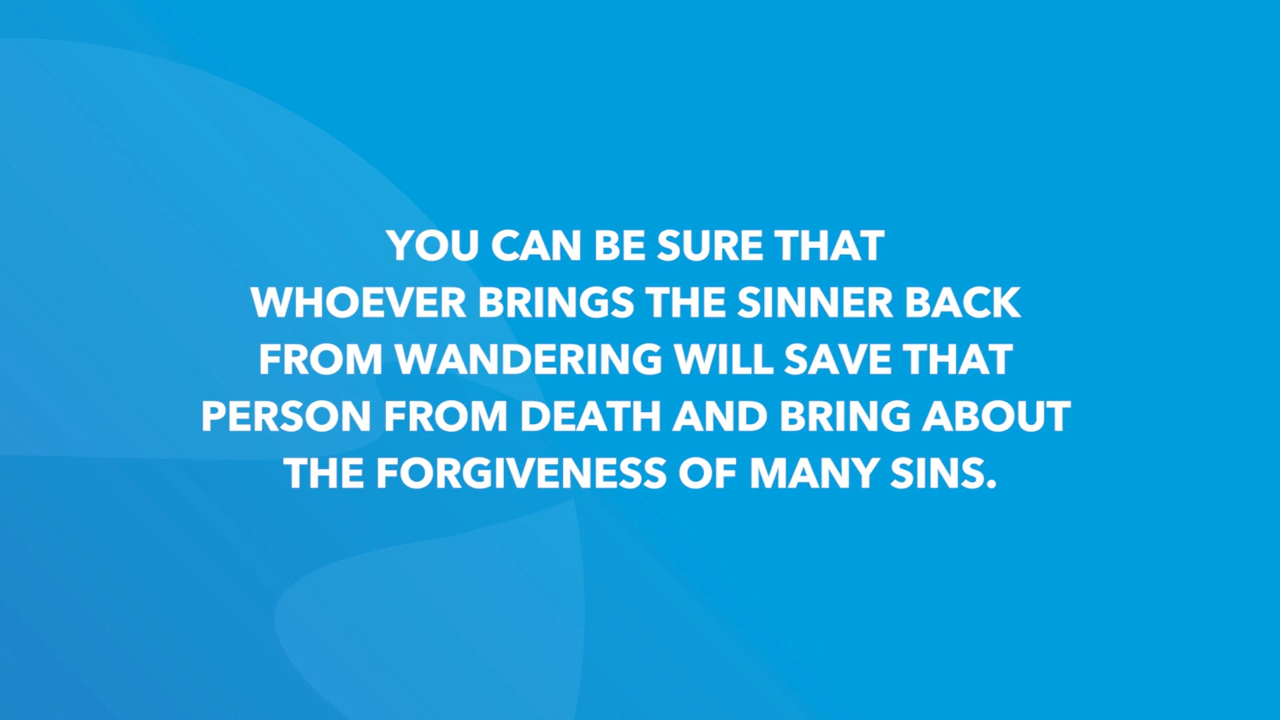 YOU CAN BE SURE THAT
WHOEVER BRINGS THE SINNER BACK
FROM WANDERING WILL SAVE THAT
PERSON FROM DEATH AND BRING ABOUT
THE FORGIVENESS OF MANY SINS.